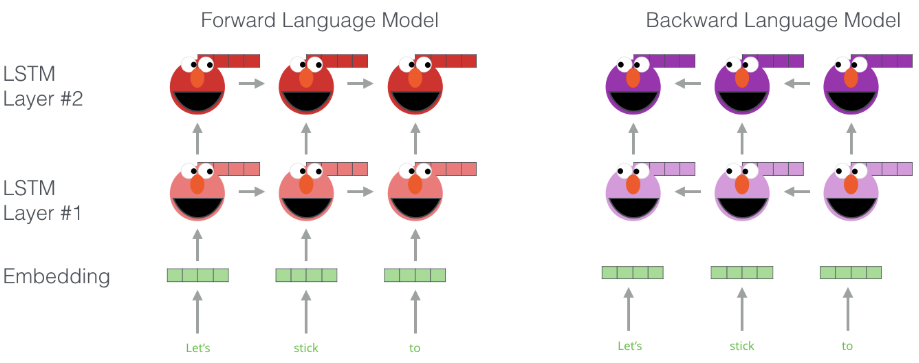 Forward Language Model
Backward Language Model
LSTM
Layer #2
LSTM
Layer #1
Embedding
Let's
stick
to
Let's
stick
to